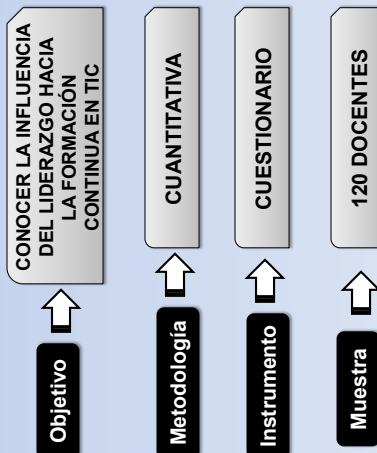 Objetivo
CONOCER LA INFLUENCIA
DEL LIDERAZGO HACIA
LA FORMACIÓN
CONTINUA EN TIC
Metodología
CUANTITATIVA
Instrumento
CUESTIONARIO
Muestra
120 DOCENTES